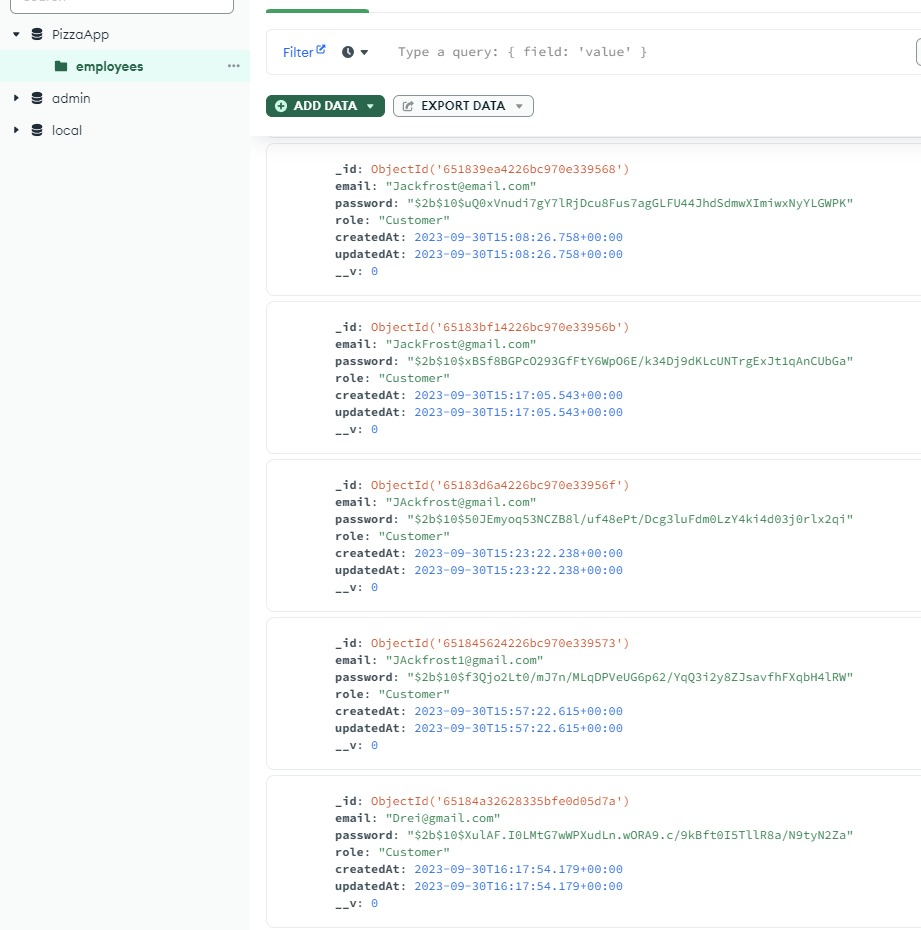 PizzaApp
employees
admin
local
Filter
Type a query: { field: 'value' }
ADD DATA
EXPORT DATA
_id: ObjectId('651839ea4226bc970e339568')
email: "Jackfrost@email.com"
password: "$2b$10$uQ0xVnudi7gY7lRjDcu8Fus7agGLFU44JhdSdmwXImiwxNyYLGWPK"
role: "Customer"
createdAt: 2023-09-30T15:08:26.758+00:00
updatedAt: 2023-09-30T15:08:26.758+00:00
__v: 0
_id: ObjectId('65183bf14226bc970e33956b')
email: "JackFrost@gmail.com"
password: "$2b$10$xBSf8BGPcO293GfFtY6WpO6E/k34Dj9dKLcUNTrgExJt1qAnCUbGa"
role: "Customer"
createdAt: 2023-09-30T15:17:05.543+00:00
updatedAt: 2023-09-30T15:17:05.543+00:00
__v: 0
_id: ObjectId('65183d6a4226bc970e33956f')
email: "JAckfrost@gmail.com"
password: "$2b$10$50JEmyoq53NCZB8l/uf48ePt/Dcg3luFdm0LzY4ki4d03j0rlx2qi"
role: "Customer"
createdAt: 2023-09-30T15:23:22.238+00:00
updatedAt: 2023-09-30T15:23:22.238+00:00
__v: 0
_id: ObjectId('651845624226bc970e339573')
email: "JAckfrost1@gmail.com"
password: "$2b$10$f3Qjo2Lt0/mJ7n/MLqDPVeUG6p62/YqQ3i2y8ZJsavfhFXqbH4lRW"
role: "Customer"
createdAt: 2023-09-30T15:57:22.615+00:00
updatedAt: 2023-09-30T15:57:22.615+00:00
__v: 0
_id: ObjectId('65184a32628335bfe0d05d7a')
email: "Drei@gmail.com"
password: "$2b$10$XulAF.I0LMtG7wWPXudLn.wORA9.c/9kBft0I5TllR8a/N9tyN2Za"
role: "Customer"
createdAt: 2023-09-30T16:17:54.179+00:00
updatedAt: 2023-09-30T16:17:54.179+00:00
__v: 0